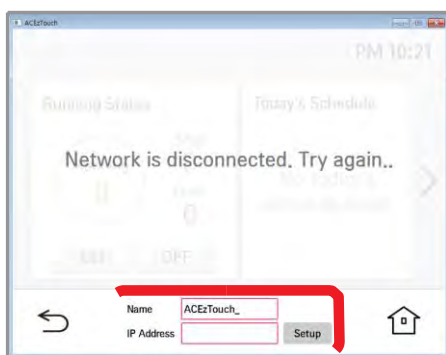 ACEzTouch
PM 10:21
Running Status
Today's Schedule
Network is disconnected. Try again..
0
OFF
Name
ACEzTouch_
IP Address
Setup